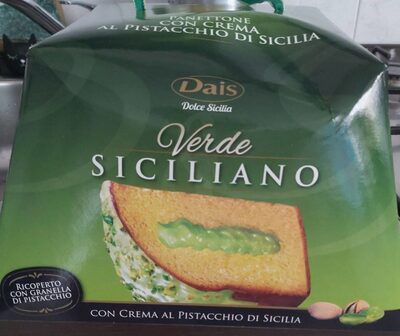 PANETTONE
CON CREMA
AL PISTACCHIO DI SICILIA
Dais
Dolce Sicilia
Verde
SICILIANO
RICOPERTO
CON GRANELLA
DI PISTACCHIO
CON CREMA AL PISTACCHIO DI SICILIA